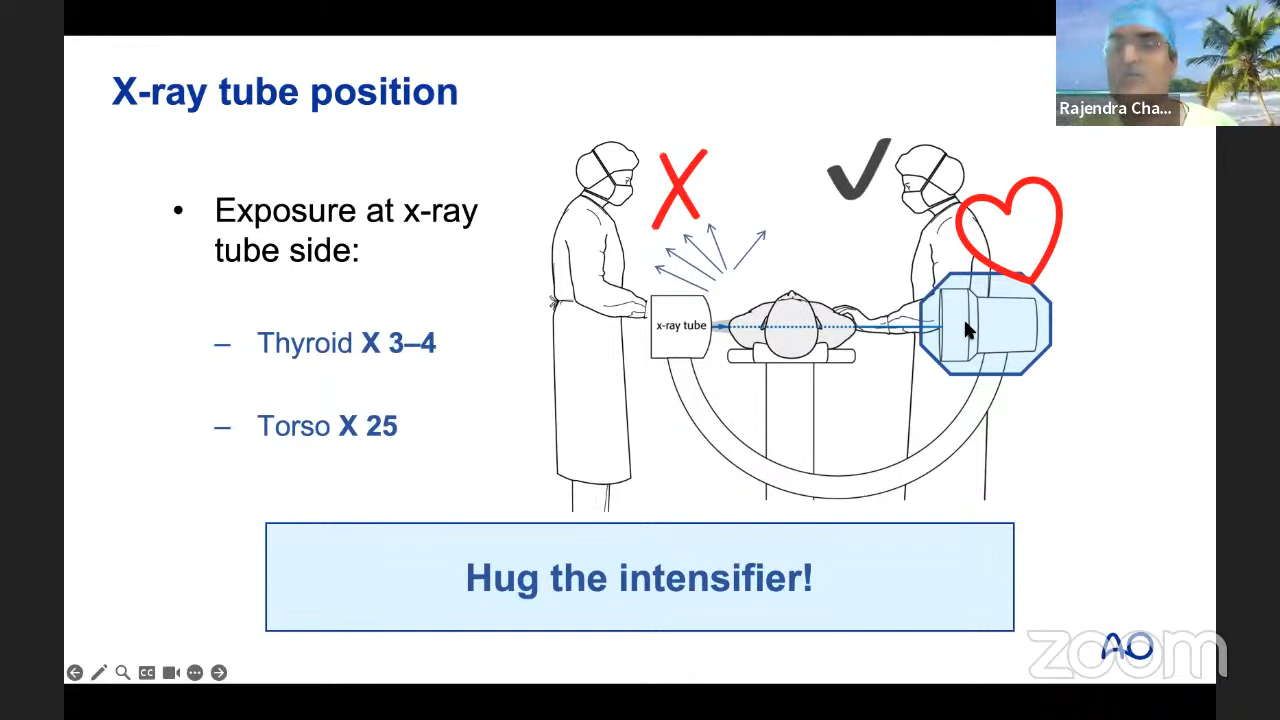 X-ray tube position
Rajendra Cha...
• Exposure at x-ray
tube side:
– Thyroid X 3–4
– Torso X 25
x-ray tube
Hug the intensifier!
AO
zoom
CC